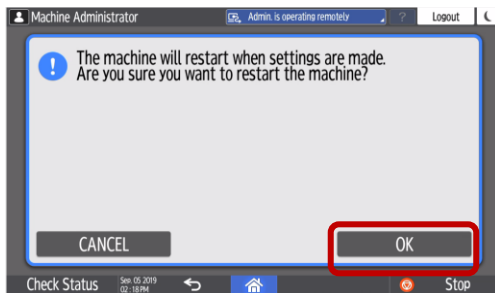 Machine Administrator
Admin. is operating remotely
?
Logout
The machine will restart when settings are made.
Are you sure you want to restart the machine?
CANCEL
OK
Check Status
Sep. 05 2019
02:18PM
Stop